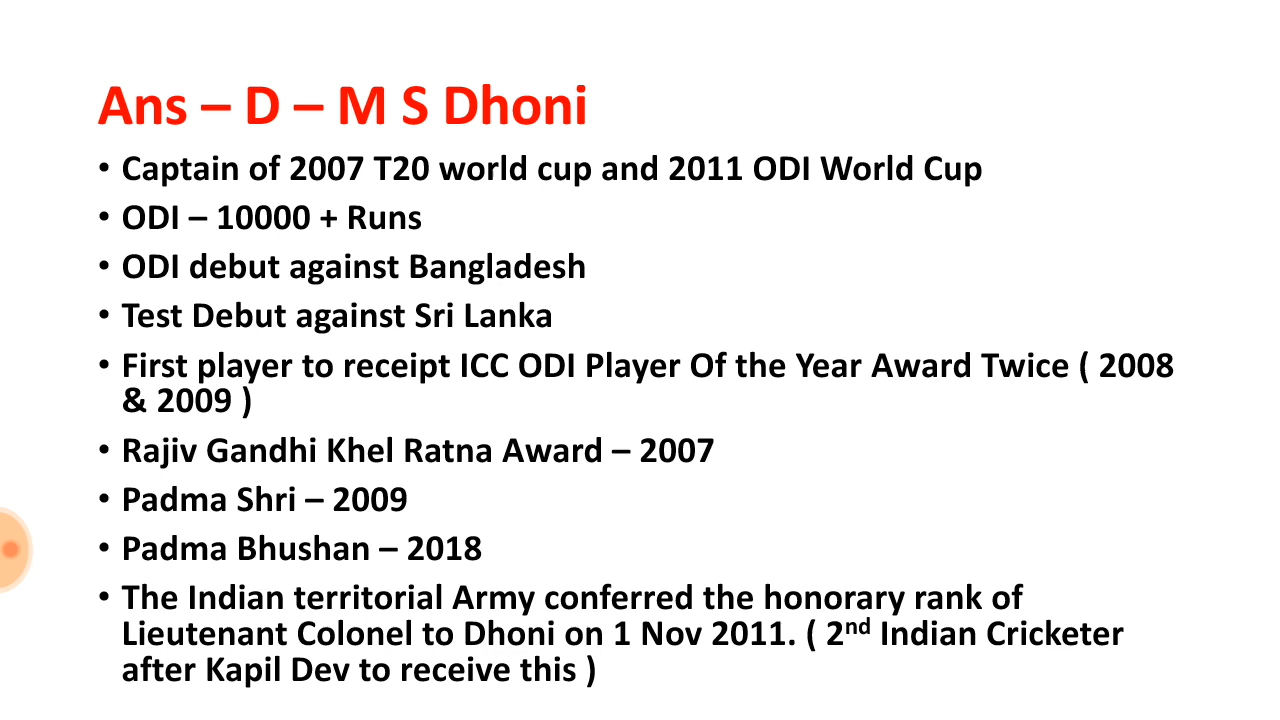 Ans – D – M S Dhoni
• Captain of 2007 T20 world cup and 2011 ODI World Cup
• ODI – 10000 + Runs
• ODI debut against Bangladesh
• Test Debut against Sri Lanka
• First player to receipt ICC ODI Player Of the Year Award Twice ( 2008
& 2009 )
• Rajiv Gandhi Khel Ratna Award – 2007
• Padma Shri – 2009
• Padma Bhushan – 2018
• The Indian territorial Army conferred the honorary rank of
Lieutenant Colonel to Dhoni on 1 Nov 2011. ( 2nd Indian Cricketer
after Kapil Dev to receive this )